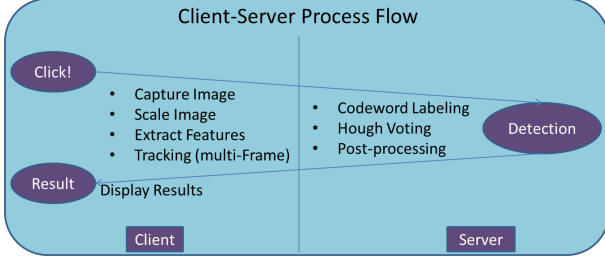 Client-Server Process Flow
Click!
• Capture Image
• Scale Image
• Extract Features
• Tracking (multi-Frame)
• Codeword Labeling
• Hough Voting
• Post-processing
Detection
Result
Display Results
Client
Server